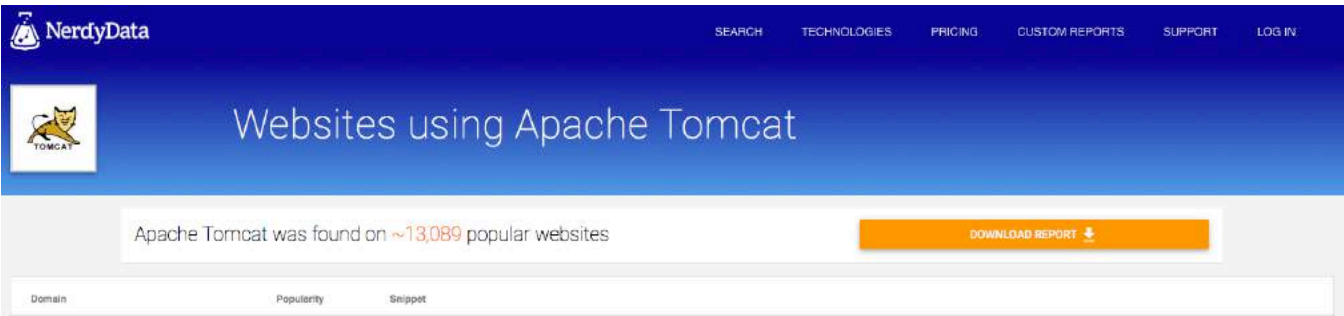 NerdyData
SEARCH TECHNOLOGIES PRICING CUSTOM REPORTS SUPPORT LOG IN
TOMCAT
Websites using Apache Tomcat
Apache Tomcat was found on ~13,089 popular websites
DOWNLOAD REPORT
Domain Popularity Snippet